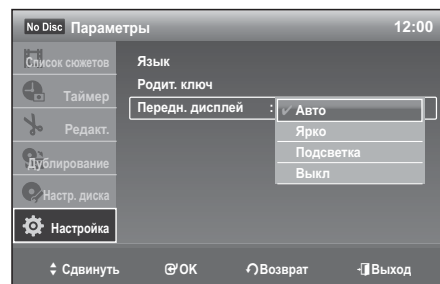 No Disc Параметры 12:00
Список сюжетов
Таймер
Редакт.
Дублирование
Настр. диска
Настройка
Язык
Родит. ключ
Передн. дисплей : ✓ Авто
Ярко
Подсветка
Выкл
Сдвинуть OK Возврат Выход